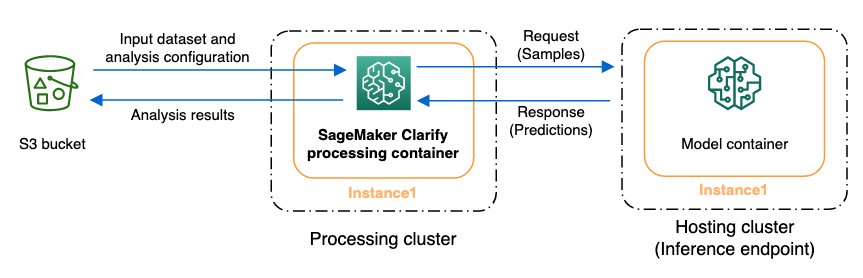 Input dataset and
analysis configuration
Analysis results
S3 bucket
SageMaker Clarify
processing container
Instance1
Processing cluster
Request
(Samples)
Response
(Predictions)
Model container
Instance1
Hosting cluster
(Inference endpoint)